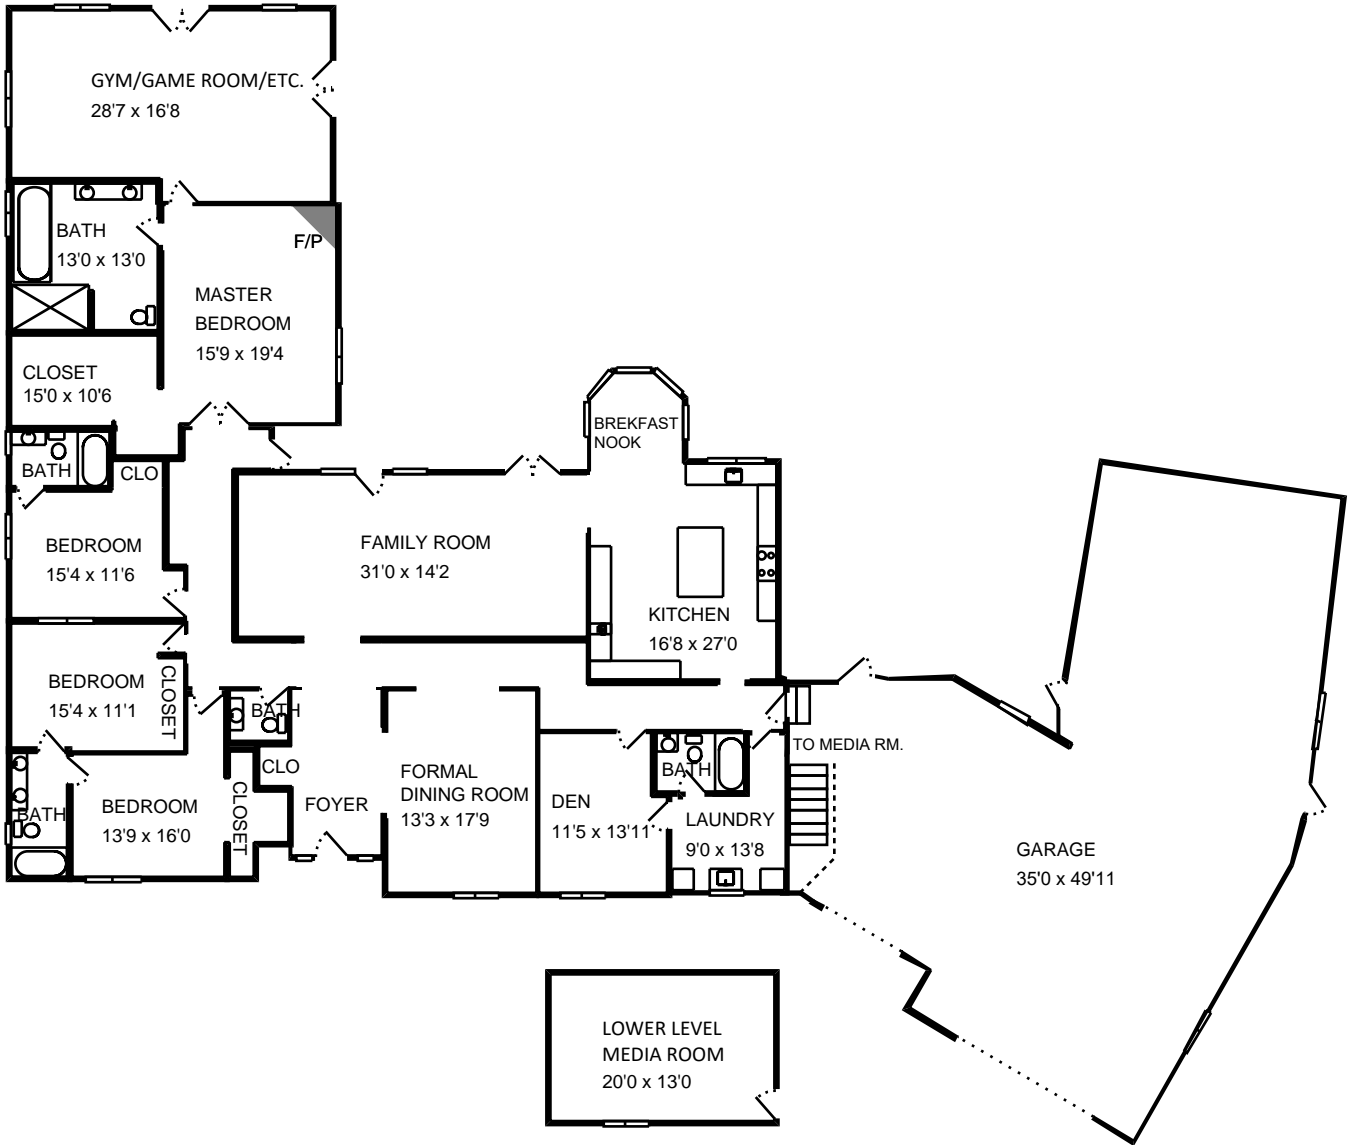 GYM/GAME ROOM/ETC.
28'7 x 16'8
BATH
13'0 x 13'0
F/P
MASTER
BEDROOM
15'9 x 19'4
CLOSET
15'0 x 10'6
BREKFAST
NOOK
BATH
CLO
BEDROOM
15'4 x 11'6
FAMILY ROOM
31'0 x 14'2
KITCHEN
16'8 x 27'0
BEDROOM
15'4 x 11'1
CLOSET
BATH
TO MEDIA RM.
CLO
FORMAL
DINING ROOM
13'3 x 17'9
BATH
BEDROOM
13'9 x 16'0
BATH
CLOSET
FOYER
DEN
11'5 x 13'11
LAUNDRY
9'0 x 13'8
GARAGE
35'0 x 49'11
LOWER LEVEL
MEDIA ROOM
20'0 x 13'0